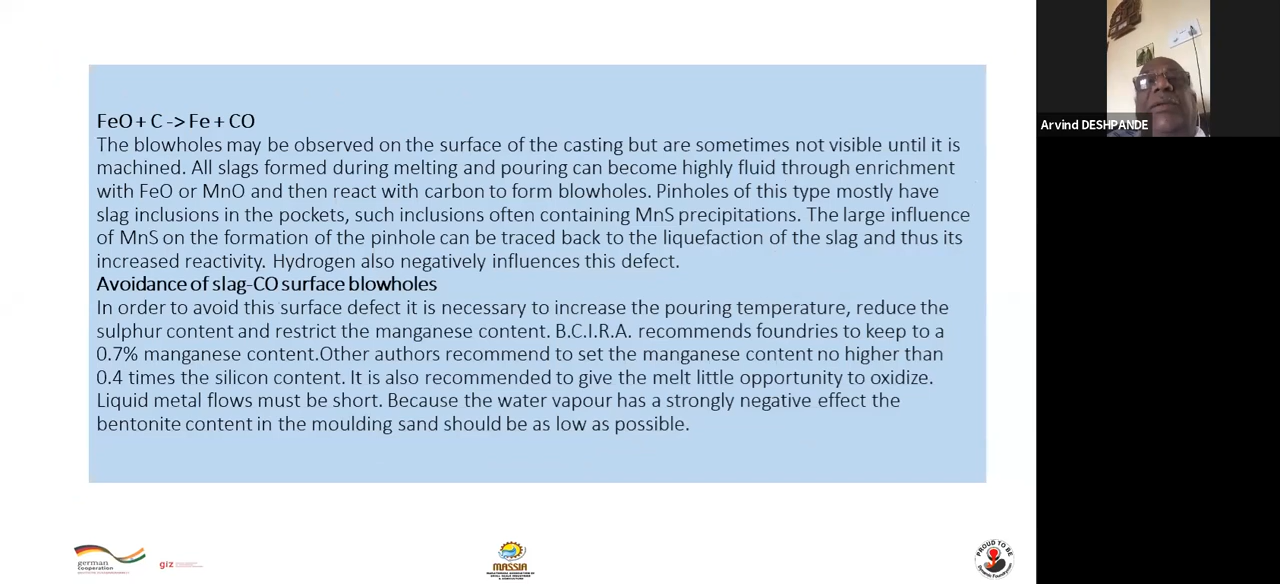 FeO + C -> Fe + CO
The blowholes may be observed on the surface of the casting but are sometimes not visible until it is
machined. All slags formed during melting and pouring can become highly fluid through enrichment
with FeO or MnO and then react with carbon to form blowholes. Pinholes of this type mostly have
slag inclusions in the pockets, such inclusions often containing MnS precipitations. The large influence
of MnS on the formation of the pinhole can be traced back to the liquefaction of the slag and thus its
increased reactivity. Hydrogen also negatively influences this defect.
Avoidance of slag-CO surface blowholes
In order to avoid this surface defect it is necessary to increase the pouring temperature, reduce the
sulphur content and restrict the manganese content. B.C.I.R.A. recommends foundries to keep to a
0.7% manganese content.Other authors recommend to set the manganese content no higher than
0.4 times the silicon content. It is also recommended to give the melt little opportunity to oxidize.
Liquid metal flows must be short. Because the water vapour has a strongly negative effect the
bentonite content in the moulding sand should be as low as possible.
Arvind DESHPANDE
german
cooperation
giz
MASSIA
PROUD TO BE